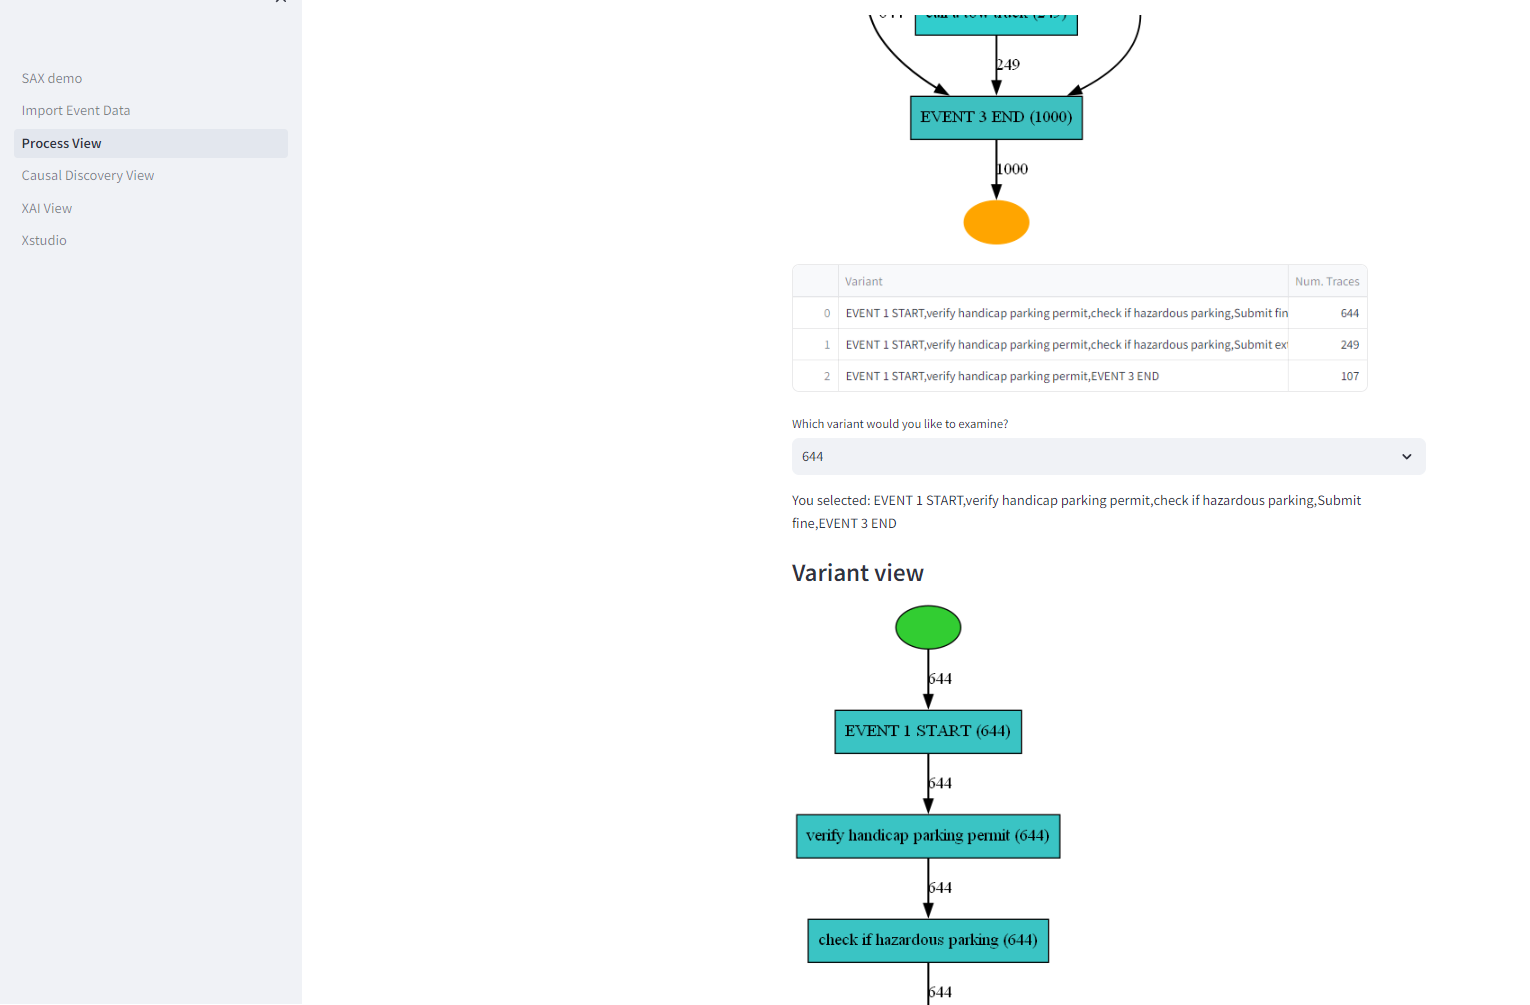 SAX demo
Import Event Data
Process View
Causal Discovery View
XAI View
Xstudio
249
EVENT 3 END (1000)
1000
Variant Num. Traces
0 EVENT 1 START,verify handicap parking permit,check if hazardous parking,Submit fin 644
1 EVENT 1 START,verify handicap parking permit,check if hazardous parking,Submit ex 249
2 EVENT 1 START,verify handicap parking permit,EVENT 3 END 107
Which variant would you like to examine?
644
You selected: EVENT 1 START,verify handicap parking permit,check if hazardous parking,Submit
fine,EVENT 3 END
Variant view
644
EVENT 1 START (644)
644
verify handicap parking permit (644)
644
check if hazardous parking (644)
644